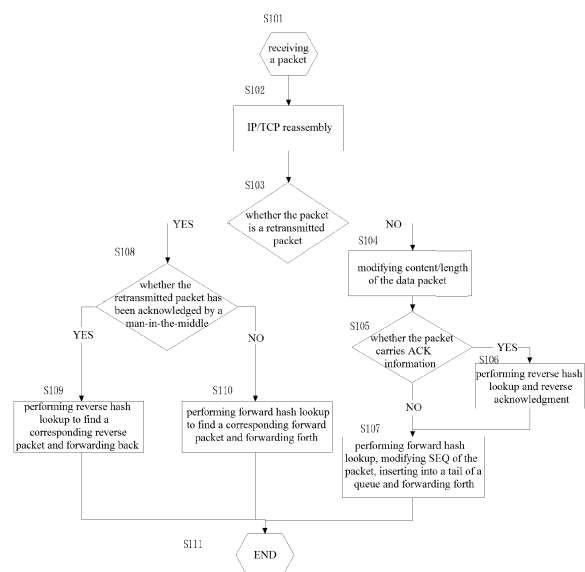 S101
receiving
a packet
S102
IP/TCP reassembly
S103
whether the packet
is a retransmitted
packet
YES
NO
S108
whether the
retransmitted packet has
been acknowledged by a
man-in-the-middle
S104
modifying content/length
of the data packet
S105
whether the packet
carries ACK
information
YES
S106
performing reverse hash
lookup and reverse
acknowledgment
YES
NO
S109
performing reverse hash
lookup to find a
corresponding reverse
packet and forwarding back
S110
performing forward hash lookup
to find a corresponding forward
packet and forwarding forth
NO
S107
performing forward hash
lookup, modifying SEQ of the
packet, inserting into a tail of a
queue and forwarding forth
S111
END